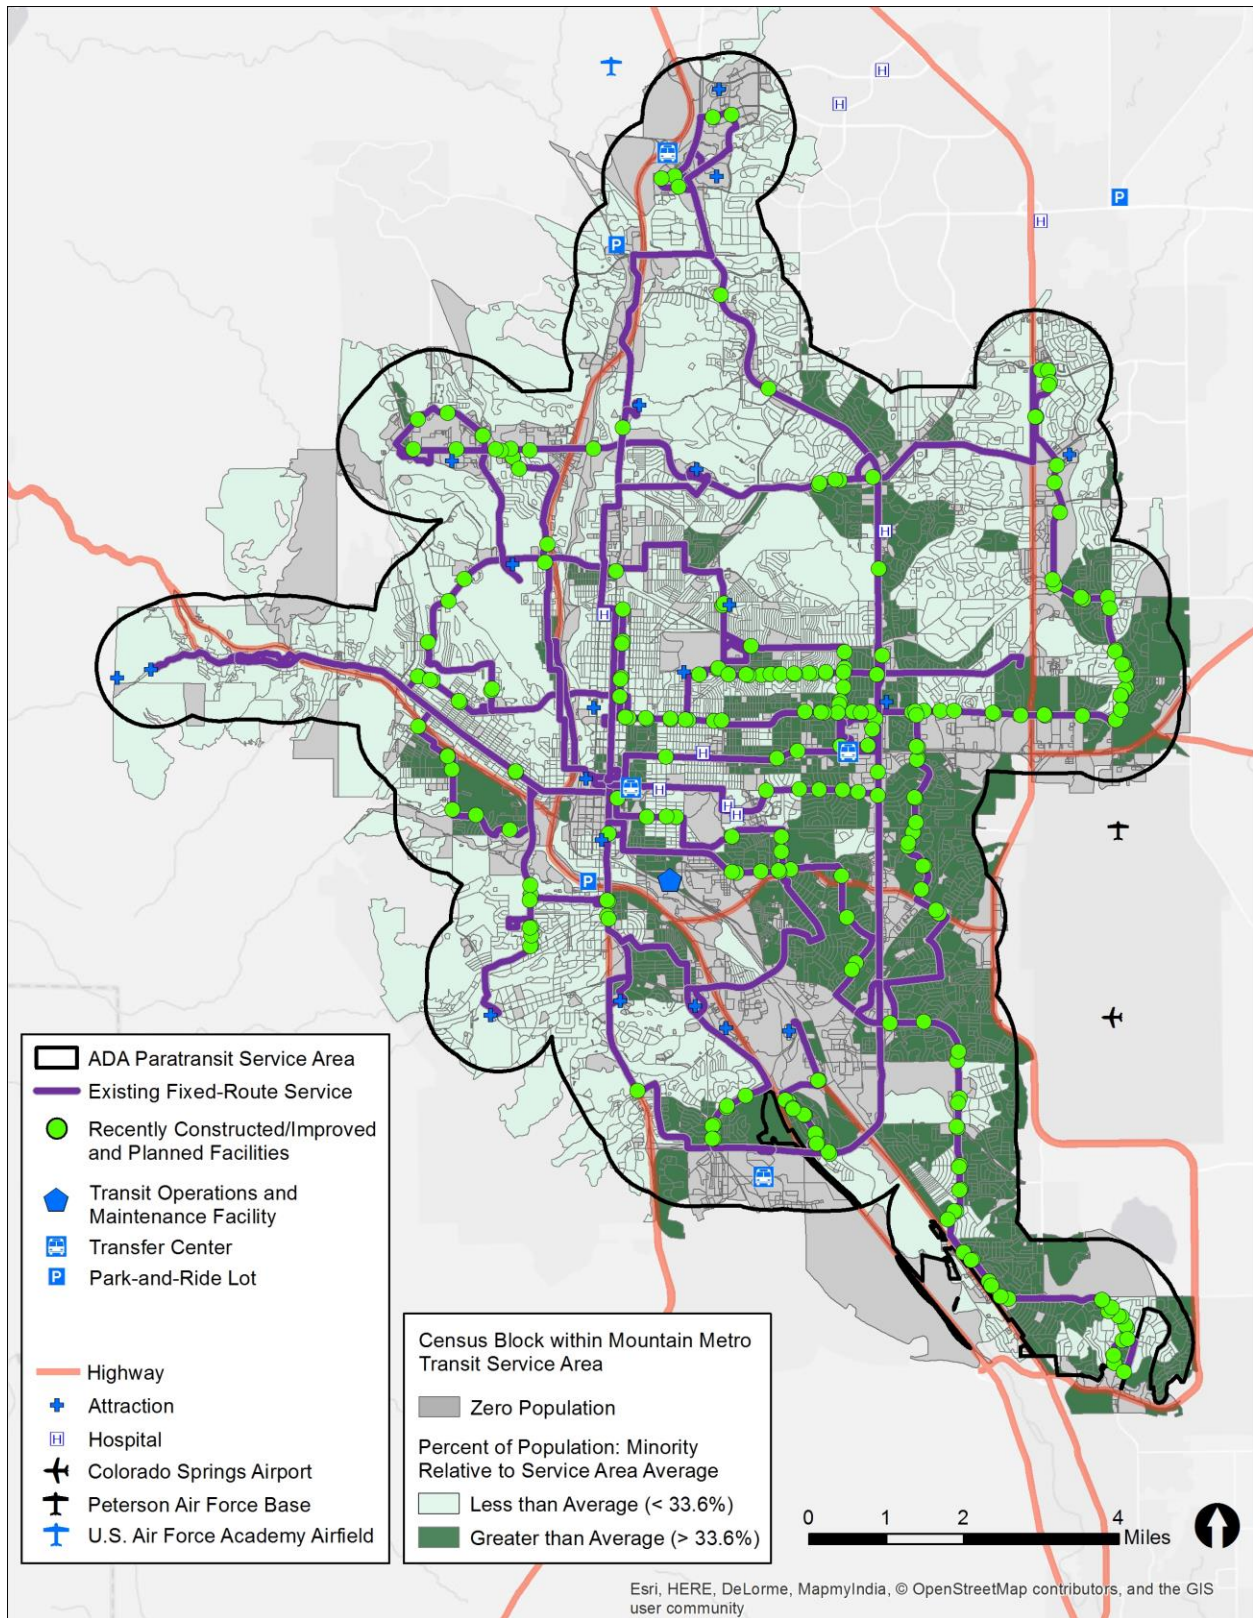 H
H
P
H
P
H
H
H
H
H
H
P
ADA Paratransit Service Area
Existing Fixed-Route Service
Recently Constructed/Improved
and Planned Facilities
Transit Operations and
Maintenance Facility
Transfer Center
P Park-and-Ride Lot
Highway
Attraction
H Hospital
Colorado Springs Airport
Peterson Air Force Base
U.S. Air Force Academy Airfield
Census Block within Mountain Metro
Transit Service Area
Zero Population
Percent of Population: Minority
Relative to Service Area Average
Less than Average (< 33.6%)
Greater than Average (> 33.6%)
0 2 4
Miles
Esri, HERE, DeLorme, MapmyIndia, © OpenStreetMap contributors, and the GIS
user community